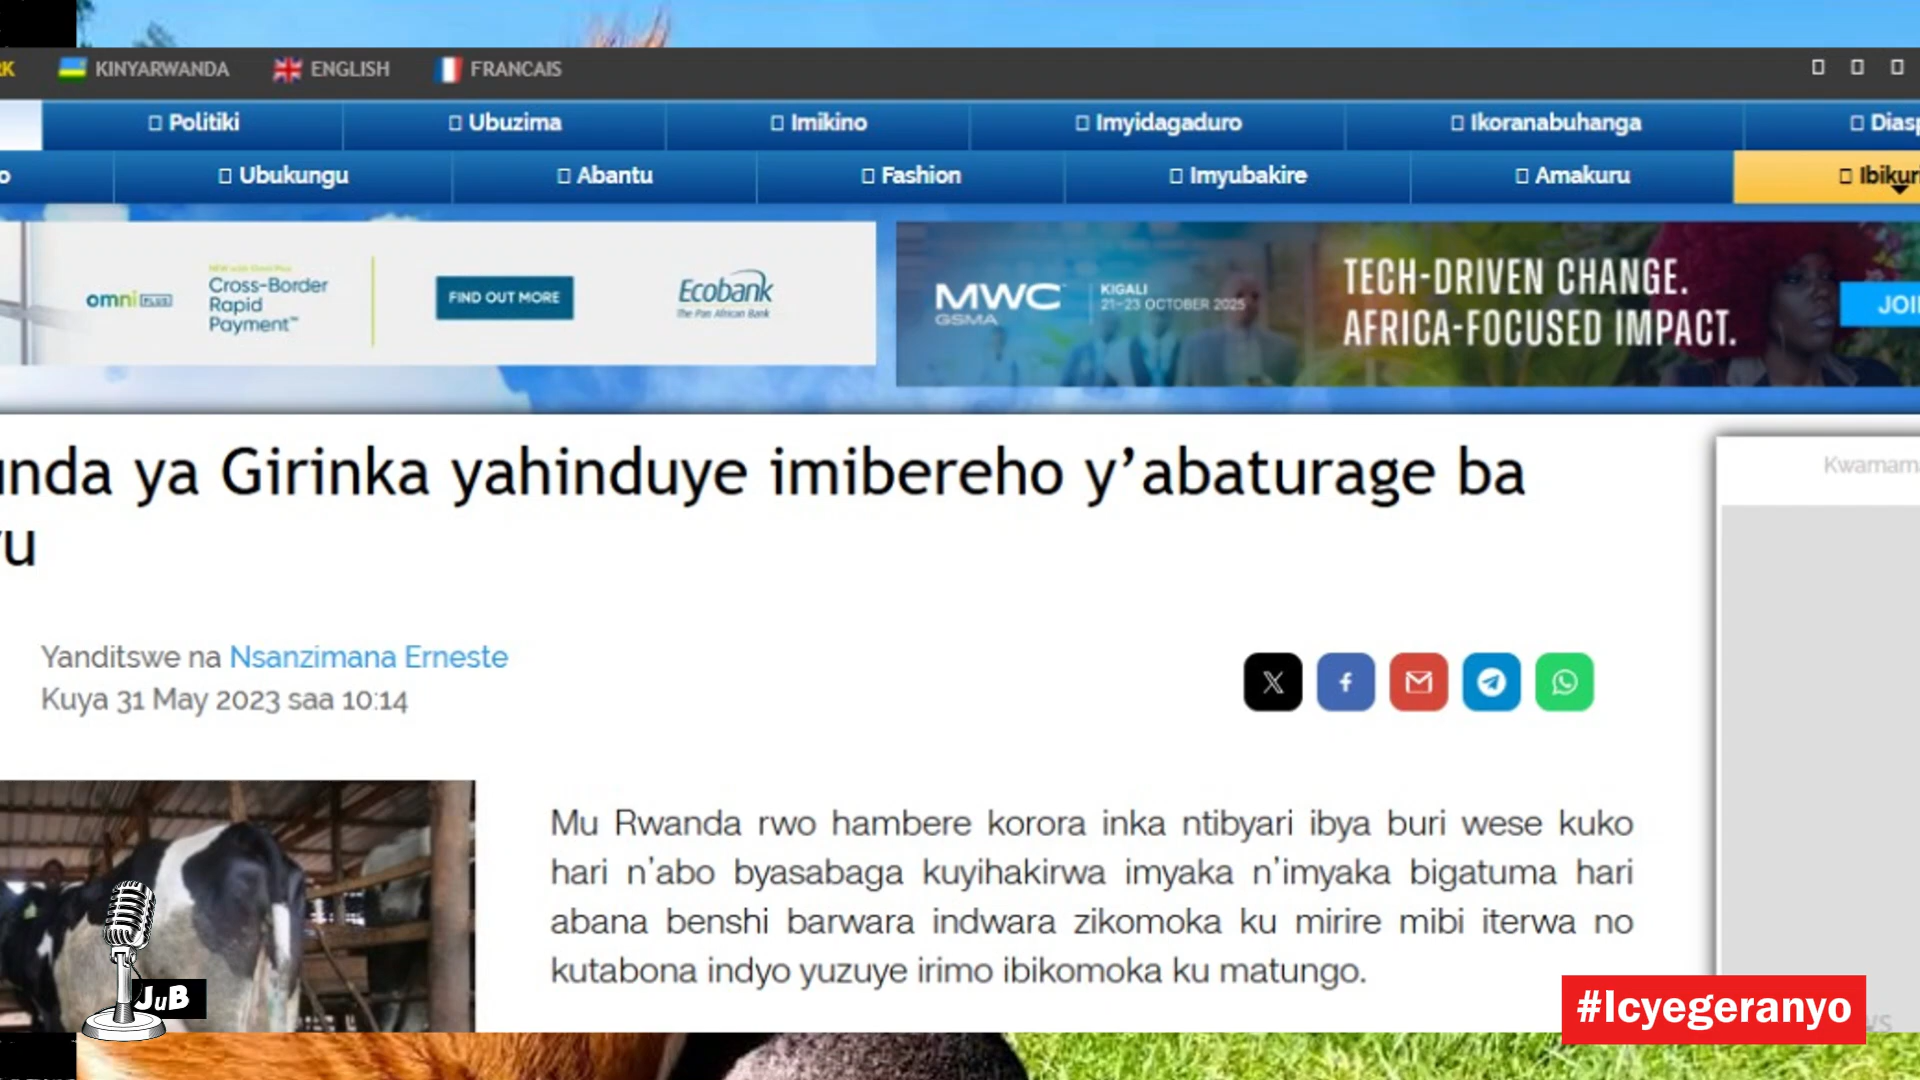 KINYARWANDA ENGLISH FRANCAIS
Politiki Ubuzima Imikino Imyidagaduro Ikoranabuhanga
Ubukungu Abantu Fashion Imyubakire Amakuru
omni PLUS
Cross-Border
Rapid
Payment™
FIND OUT MORE
Ecobank
The Pan African Bank
MWC
GSMA
KIGALI
21-23 OCTOBER 2025
TECH-DRIVEN CHANGE.
AFRICA-FOCUSED IMPACT.
ya Girinka yahinduye imibereho y’abaturage ba
Yanditswe na Nsanzimana Erneste
Kuya 31 May 2023 saa 10:14
Mu Rwanda rwo hambere korora inka ntibyari ibya buri wese kuko
hari n'abo byasabaga kuyihakirwa imyaka n'imyaka bigatuma hari
abana benshi barwara indwara zikomoka ku mirire mibi iterwa no
kutabona indyo yuzuye irimo ibikomoka ku matungo.
JuB
#Icyegeranyo